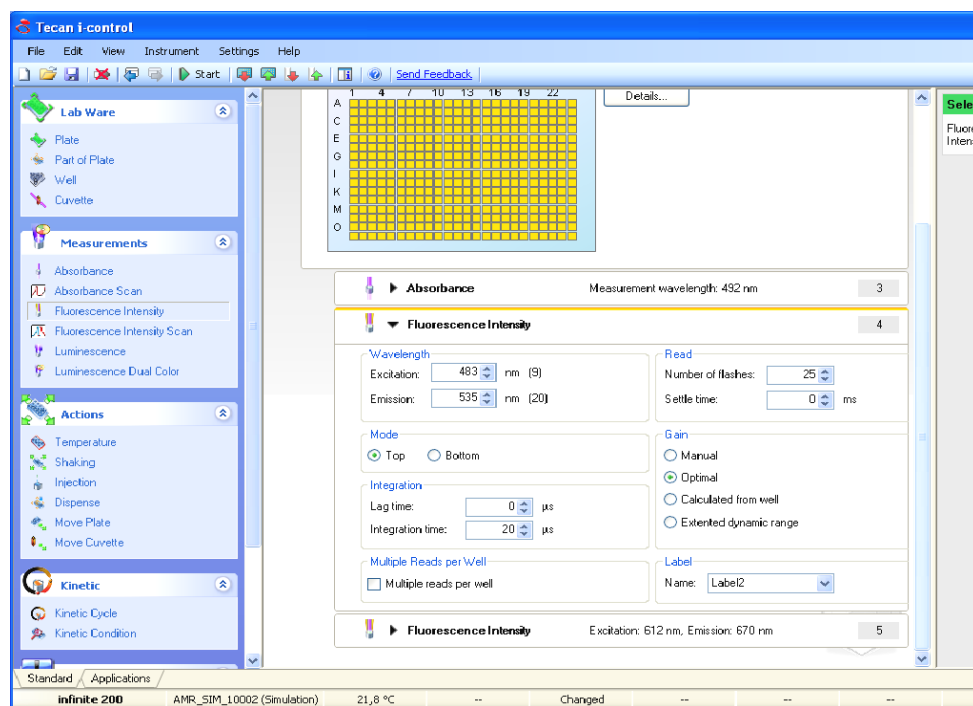 Tecan i-control
File Edit View Instrument Settings Help
Start Send Feedback
Lab Ware
Plate
Part of Plate
Well
Cuvette
Measurements
Absorbance
Absorbance Scan
Fluorescence Intensity
Fluorescence Intensity Scan
Luminescence
Luminescence Dual Color
Actions
Temperature
Shaking
Injection
Dispense
Move Plate
Move Cuvette
Kinetic
Kinetic Cycle
Kinetic Condition
1 4 7 10 13 16 19 22
A
C
E
G
I
K
M
O
Details...
Absorbance Measurement wavelength: 492 nm 3
Fluorescence Intensity 4
Wavelength
Excitation: 483 nm (9)
Emission: 535 nm (20)
Mode
Top Bottom
Integration
Lag time: 0 µs
Integration time: 20 µs
Multiple Reads per Well
Multiple reads per well
Read
Number of flashes: 25
Settle time: 0 ms
Gain
Manual
Optimal
Calculated from well
Extented dynamic range
Label
Name: Label2
Fluorescence Intensity Excitation: 612 nm, Emission: 670 nm 5
Sele
Fluor
Intens
Standard Applications
infinite 200 AMR_SIM_10002 (Simulation) 21,8 °C -- Changed -- -- --